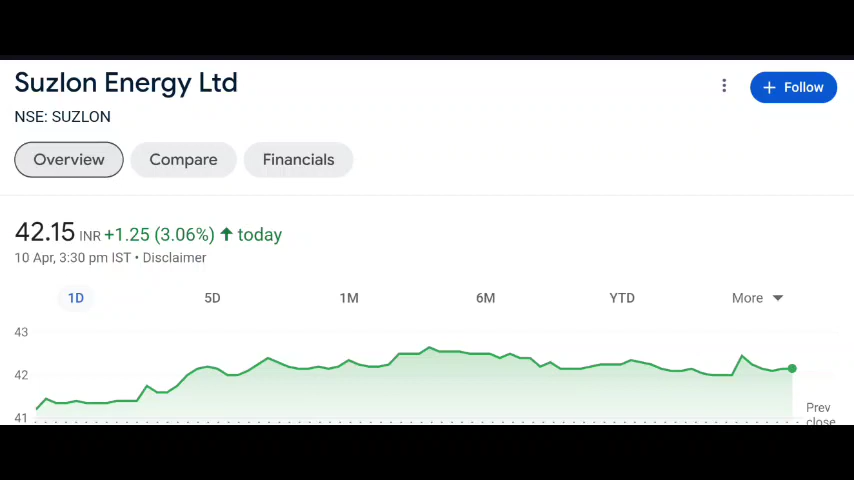 Suzlon Energy Ltd
+ Follow
NSE: SUZLON
Overview Compare Financials
42.15 INR +1.25 (3.06%) ↑ today
10 Apr, 3:30 pm IST • Disclaimer
1D 5D 1M 6M YTD More
43
42
41
Prev
close